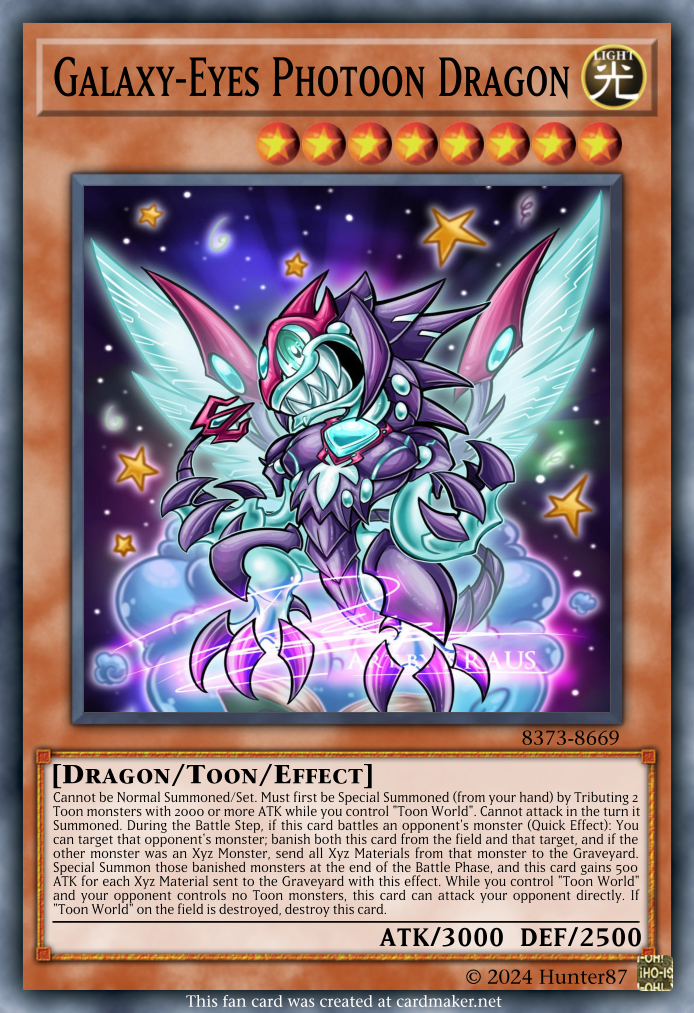 GALAXY-EYES PHOTOON DRAGON
LIGHT
光
RAUS
8373-8669
[DRAGON/TOON/EFFECT]
Cannot be Normal Summoned/Set. Must first be Special Summoned (from your hand) by Tributing 2
Toon monsters with 2000 or more ATK while you control "Toon World". Cannot attack in the turn it
Summoned. During the Battle Step, if this card battles an opponent's monster (Quick Effect): You
can target that opponent's monster; banish both this card from the field and that target, and if the
other monster was an Xyz Monster, send all Xyz Materials from that monster to the Graveyard.
Special Summon those banished monsters at the end of the Battle Phase, and this card gains 500
ATK for each Xyz Material sent to the Graveyard with this effect. While you control "Toon World"
and your opponent controls no Toon monsters, this card can attack your opponent directly. If
"Toon World" on the field is destroyed, destroy this card.
ATK/3000 DEF/2500
© 2024 Hunter87
This fan card was created at cardmaker.net